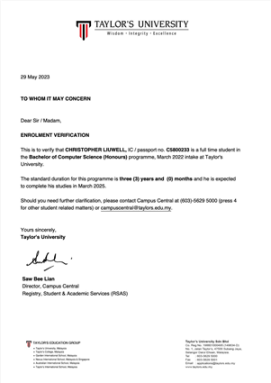 TAYLOR'S UNIVERSITY
Wisdom • Integrity • Excellence
29 May 2023
TO WHOM IT MAY CONCERN
Dear Sir / Madam,
ENROLMENT VERIFICATION
This is to verify that CHRISTOPHER LIUWELL, IC / passport no. C5800233 is a full time student in
the Bachelor of Computer Science (Honours) programme, March 2022 intake at Taylor's
University.
The standard duration for this programme is three (3) years and (0) months and he is expected
to complete his studies in March 2025.
Should you need further clarification, please contact Campus Central at (603)-5629 5000 (press 4
for other student related matters) or campuscentral@taylors.edu.my.
Yours sincerely,
Taylor's University
Saw Bee Lian
Director, Campus Central
Registry, Student & Academic Services (RSAS)
TAYLOR'S EDUCATION GROUP
Taylor's University Sdn Bhd